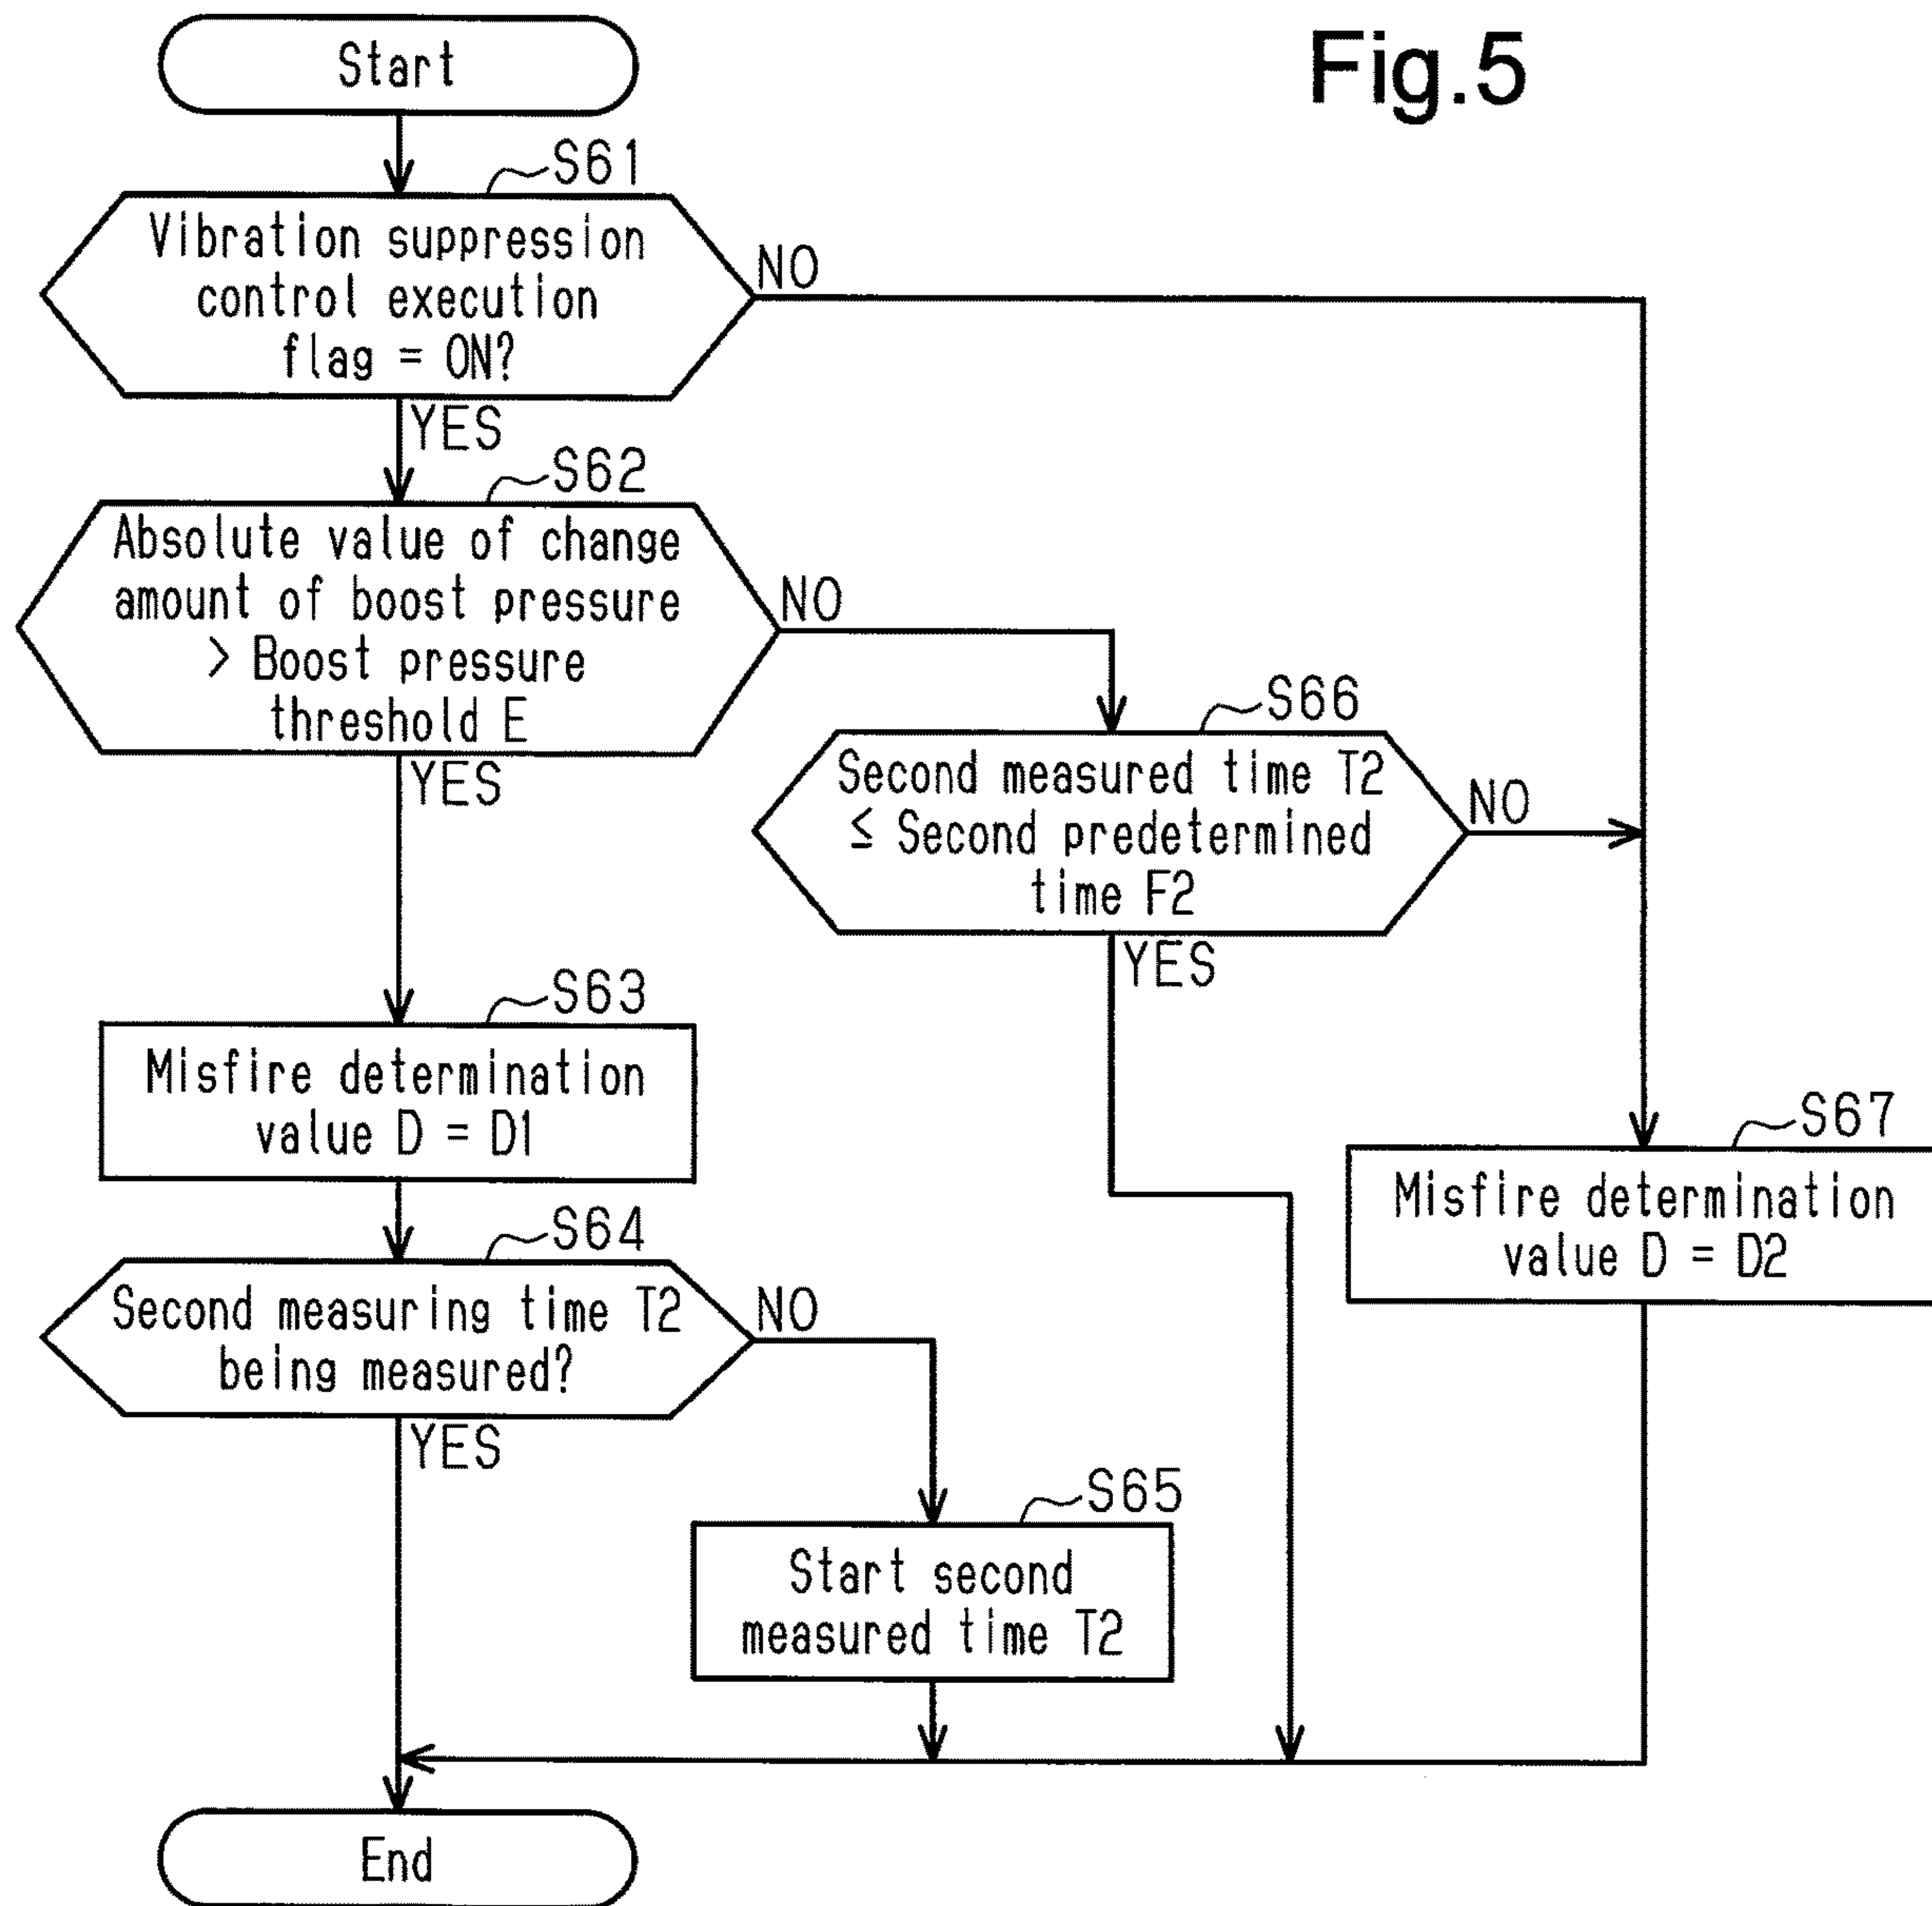 Fig.5
Start
S61
Vibration suppression
control execution
flag = ON?
NO
YES
S62
Absolute value of change
amount of boost pressure
> Boost pressure
threshold E
NO
YES
S66
Second measured time T2
≤ Second predetermined
time F2
NO
YES
S63
Misfire determination
value D = D1
S67
Misfire determination
value D = D2
S64
Second measuring time T2
being measured?
NO
YES
S65
Start second
measured time T2
End